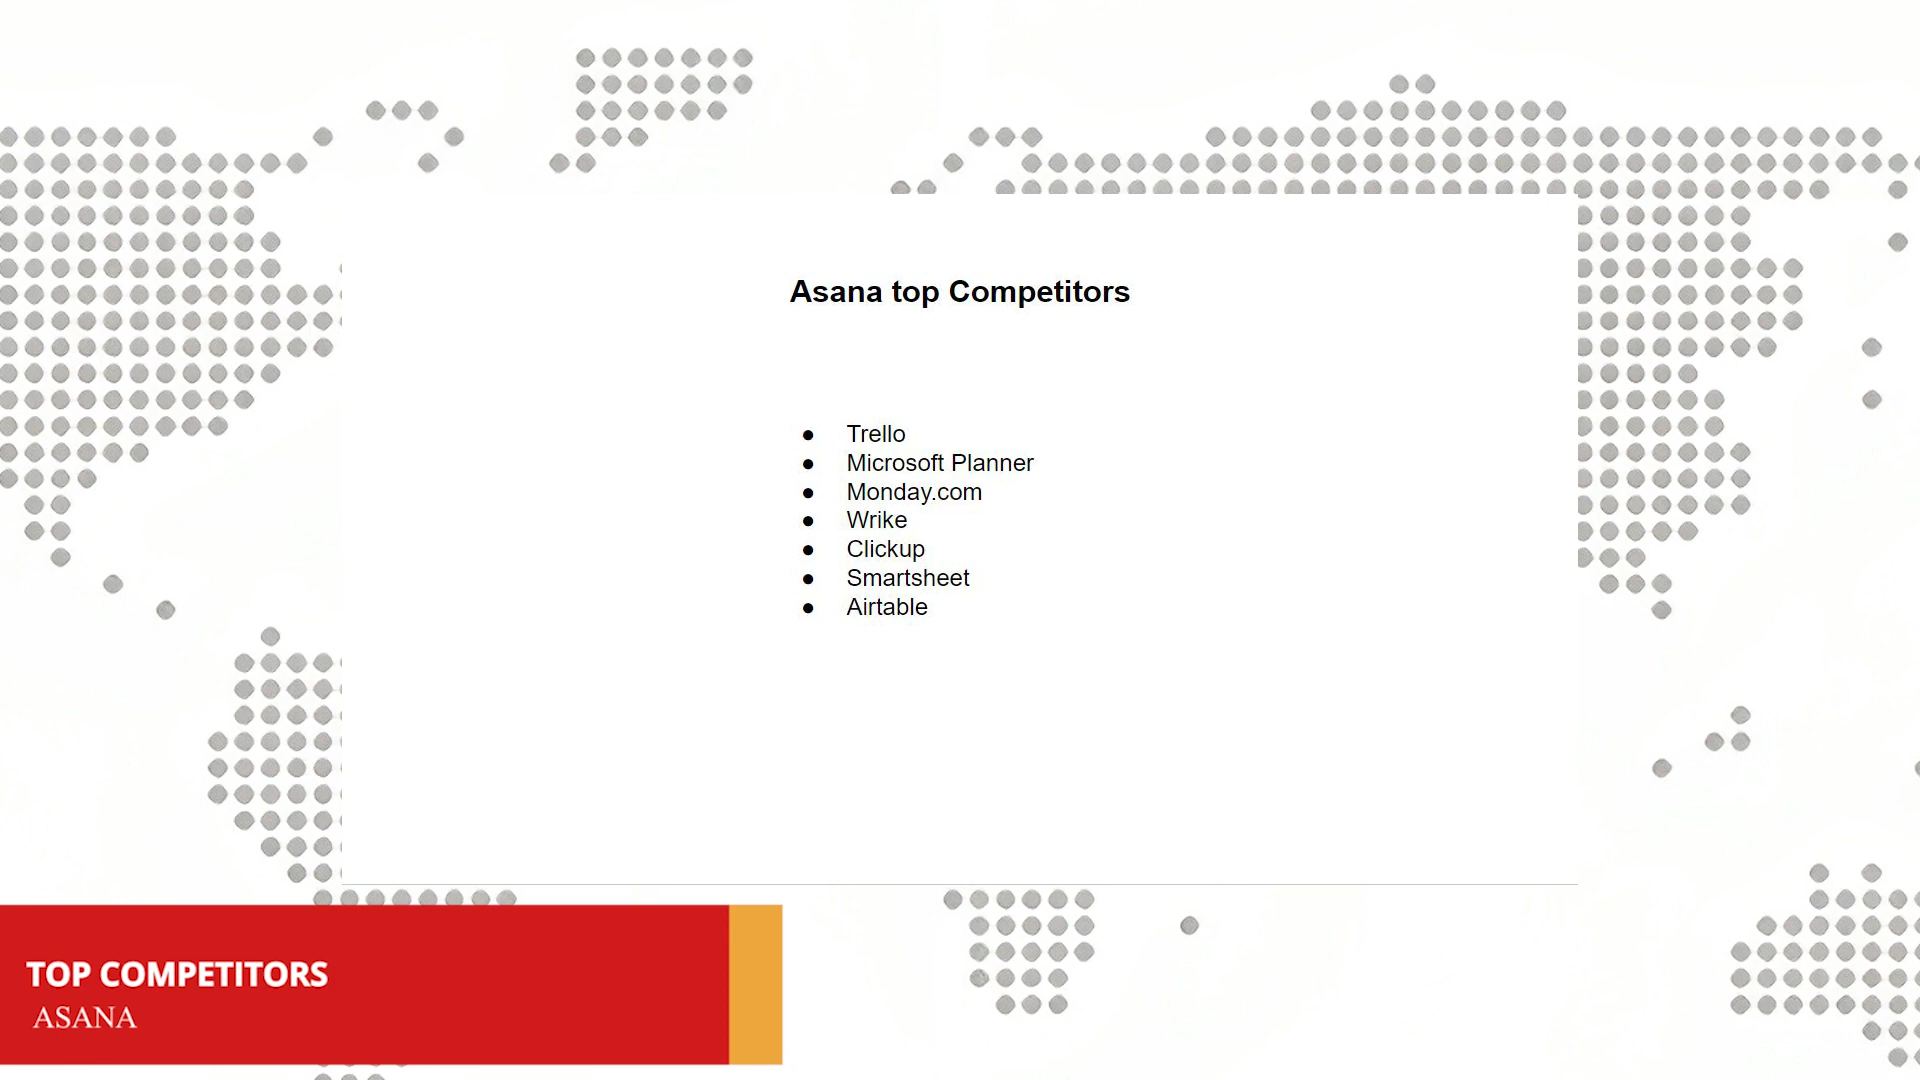 Asana top Competitors
● Trello
● Microsoft Planner
● Monday.com
● Wrike
● Clickup
● Smartsheet
● Airtable
TOP COMPETITORS
ASANA